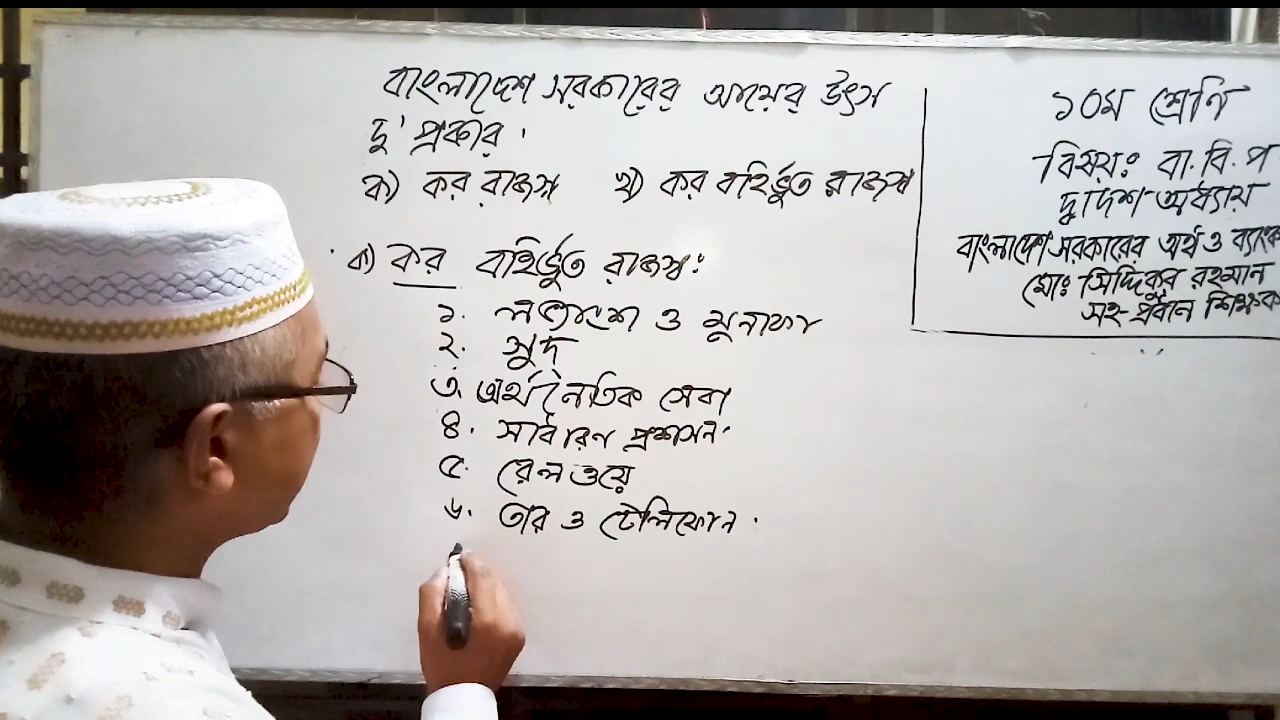 বাংলাদেশ সরকারের আয়ের উৎস
দু' প্রকার।
ক) কর রাজস্ব খ) কর বহির্ভূত রাজস্ব
ক) কর বহির্ভূত রাজস্ব:
১. লভ্যাংশ ও মুনাফা
২. সুদ
৩. অর্থনৈতিক সেবা
৪. সাধারণ প্রশাসন
৫. রেলওয়ে
৬. তার ও টেলিফোন.
১০ম শ্রেণি
বিষয়ঃ বা. বি. প
দ্বাদশ অধ্যায়
বাংলাদেশ সরকারের অর্থ ও ব্যাংক
মোঃ সিদ্দিকুর রহমান
সহ-প্রধান শিক্ষক